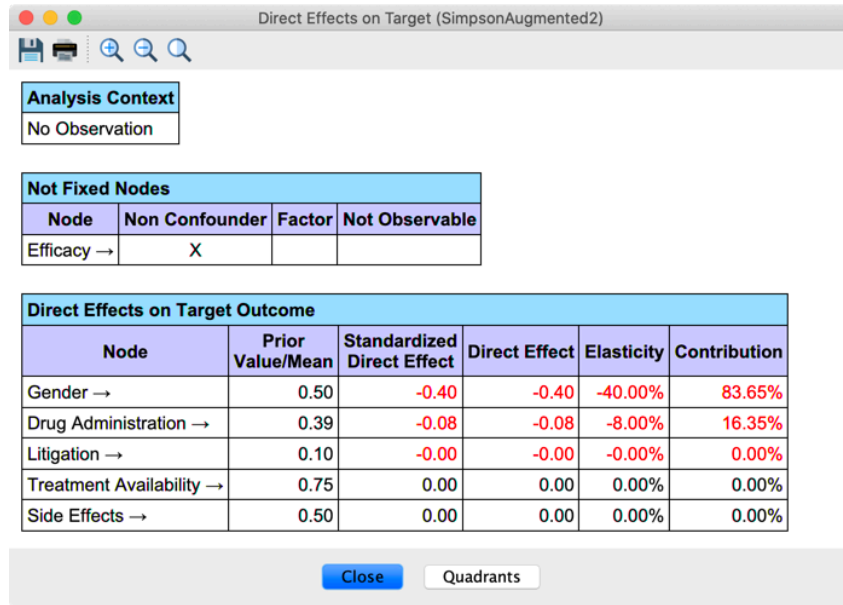 Direct Effects on Target (SimpsonAugmented2)
Analysis Context
No Observation
Not Fixed Nodes
Node Non Confounder Factor Not Observable
Efficacy → X
Direct Effects on Target Outcome
Node Prior Value/Mean Standardized Direct Effect Direct Effect Elasticity Contribution
Gender → 0.50 -0.40 -0.40 -40.00% 83.65%
Drug Administration → 0.39 -0.08 -0.08 -8.00% 16.35%
Litigation → 0.10 -0.00 -0.00 -0.00% 0.00%
Treatment Availability → 0.75 0.00 0.00 0.00% 0.00%
Side Effects → 0.50 0.00 0.00 0.00% 0.00%
Close Quadrants